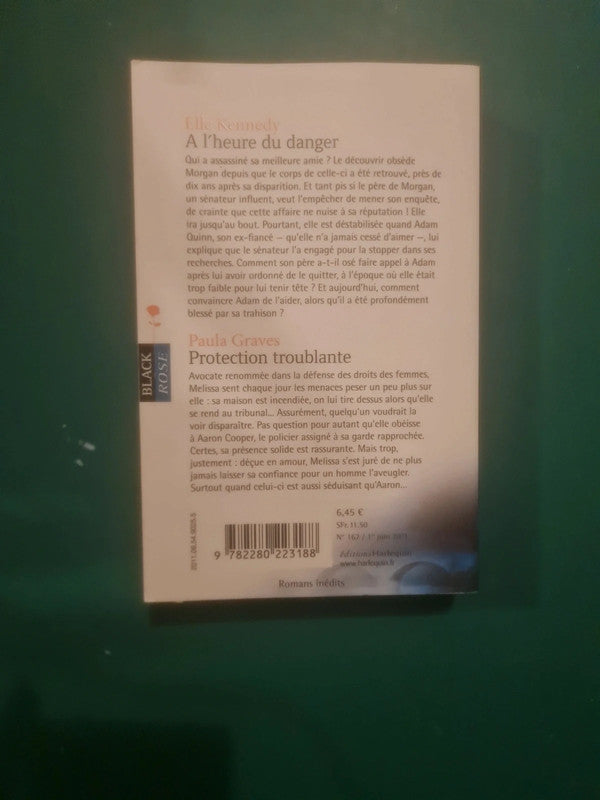 Elle Kennedy
A l'heure du danger
Qui a assassiné sa meilleure amie ? Le découvrir obsède
Morgan depuis que le corps de celle-ci a été retrouvé, près de
dix ans après sa disparition. Et tant pis si le père de Morgan,
un sénateur influent, veut l'empêcher de mener son enquête,
de crainte que cette affaire ne nuise à sa réputation ! Elle
ira jusqu'au bout. Pourtant, elle est déstabilisée quand Adam
Quinn, son ex-fiancé – qu'elle n'a jamais cessé d'aimer –, lui
explique que le sénateur l'a engagé pour la stopper dans ses
recherches. Comment son père a-t-il osé faire appel à Adam
après lui avoir ordonné de le quitter, à l'époque où elle était
trop faible pour lui tenir tête ? Et aujourd'hui, comment
convaincre Adam de l'aider, alors qu'il a été profondément
blessé par sa trahison ?
Paula Graves
Protection troublante
Avocate renommée dans la défense des droits des femmes,
Melissa sent chaque jour les menaces peser un peu plus sur
elle : sa maison est incendiée, on lui tire dessus alors qu'elle
se rend au tribunal... Assurément, quelqu'un voudrait la
voir disparaître. Pas question pour autant qu'elle obéisse
à Aaron Cooper, le policier assigné à sa garde rapprochée.
Certes, sa présence solide est rassurante. Mais trop,
justement : déçue en amour, Melissa s'est juré de ne plus
jamais laisser sa confiance pour un homme l'aveugler.
Surtout quand celui-ci est aussi séduisant qu'Aaron...
BLACK
ROSE
6,45 €
SFr. 11.50
N° 162 / 1er juin 2011
Éditions Harlequin
www.harlequin.fr
9 782280 223188
Romans inédits